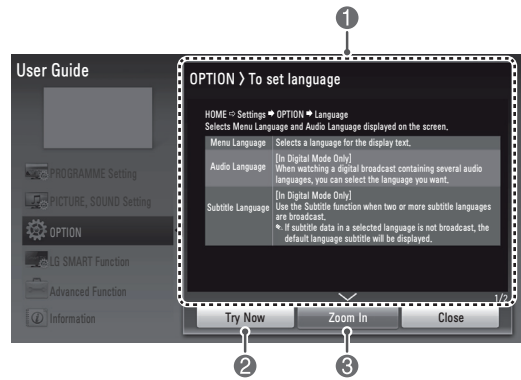 1
User Guide
OPTION > To set language
HOME ⇨ Settings ➡ OPTION ➡ Language
Selects Menu Language and Audio Language displayed on the screen.
Menu Language Selects a language for the display text.
Audio Language [In Digital Mode Only]
When watching a digital broadcast containing several audio
languages, you can select the language you want.
Subtitle Language [In Digital Mode Only]
Use the Subtitle function when two or more subtitle languages
are broadcast.
If subtitle data in a selected language is not broadcast, the
default language subtitle will be displayed.
PROGRAMME Setting
PICTURE, SOUND Setting
OPTION
LG SMART Function
Advanced Function
Information
1/2
Try Now Zoom In Close
2 3